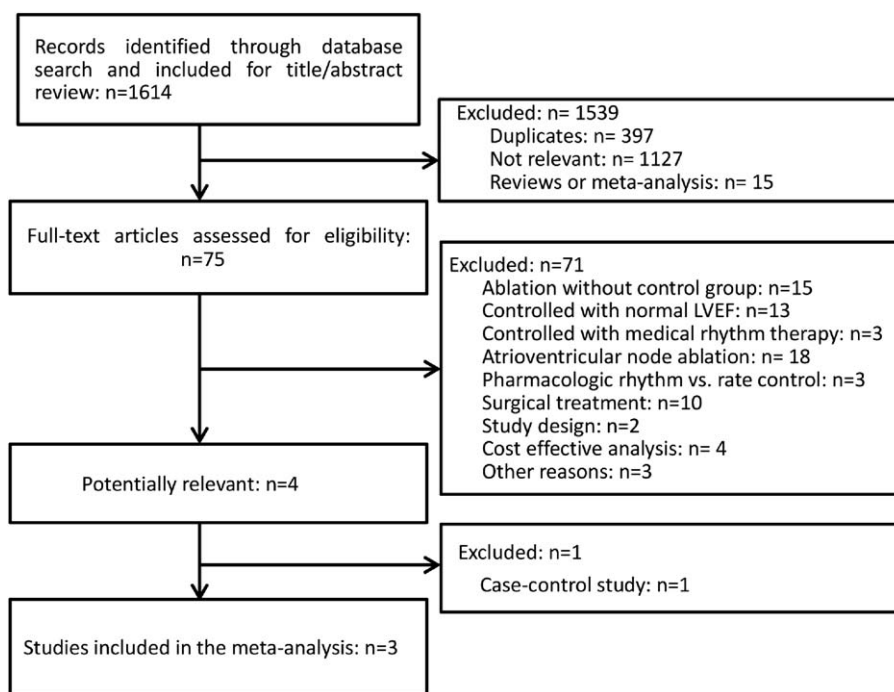 Records identified through database
search and included for title/abstract
review: n=1614
Excluded: n= 1539
Duplicates: n= 397
Not relevant: n= 1127
Reviews or meta-analysis: n= 15
Full-text articles assessed for eligibility:
n=75
Excluded: n=71
Ablation without control group: n=15
Controlled with normal LVEF: n=13
Controlled with medical rhythm therapy: n=3
Atrioventricular node ablation: n= 18
Pharmacologic rhythm vs. rate control: n=3
Surgical treatment: n=10
Study design: n=2
Cost effective analysis: n= 4
Other reasons: n=3
Potentially relevant: n=4
Excluded: n=1
Case-control study: n=1
Studies included in the meta-analysis: n=3